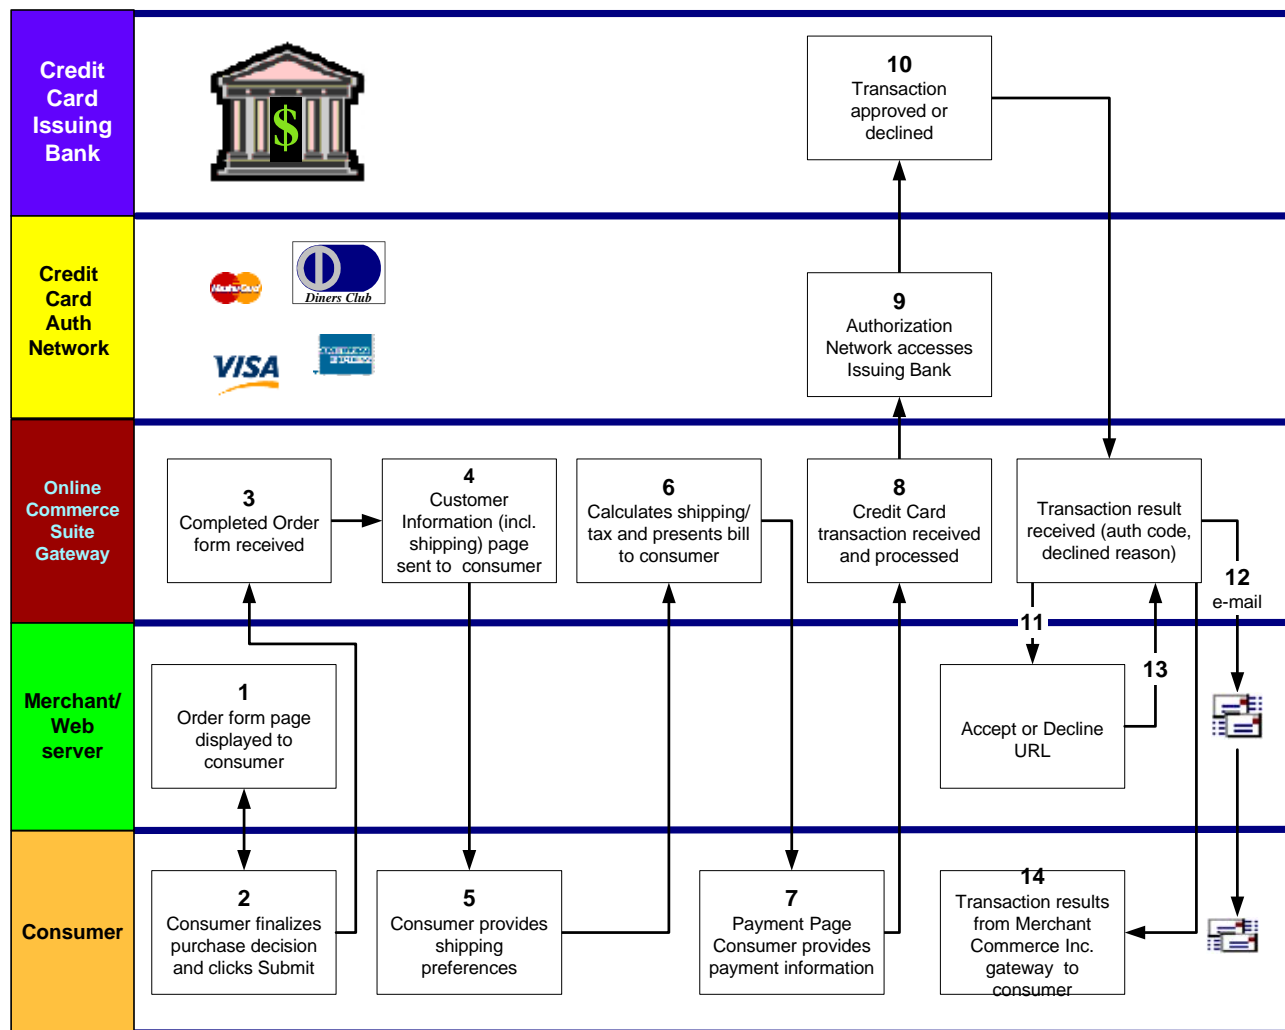 Credit
Card
Issuing
Bank
$
10
Transaction
approved or
declined
Credit
Card
Auth
Network
MasterCard
Diners Club
VISA
AMERICAN
EXPRESS
9
Authorization
Network accesses
Issuing Bank
Online
Commerce
Suite
Gateway
3
Completed Order
form received
4
Customer
Information (incl.
shipping) page
sent to consumer
6
Calculates shipping/
tax and presents bill
to consumer
8
Credit Card
transaction received
and processed
Transaction result
received (auth code,
declined reason)
12
e-mail
11
13
Merchant/
Web
server
1
Order form page
displayed to
consumer
Accept or Decline
URL
Consumer
2
Consumer finalizes
purchase decision
and clicks Submit
5
Consumer provides
shipping
preferences
7
Payment Page
Consumer provides
payment information
14
Transaction results
from Merchant
Commerce Inc.
gateway to
consumer